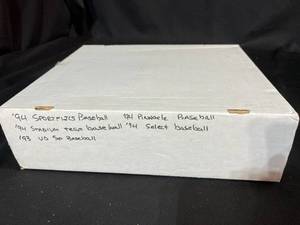 '94 SPORTFLICS Baseball '94 Pinnacle Baseball
'94 STADIUM TEAM baseball '94 Select baseball
'93 UD SP Baseball